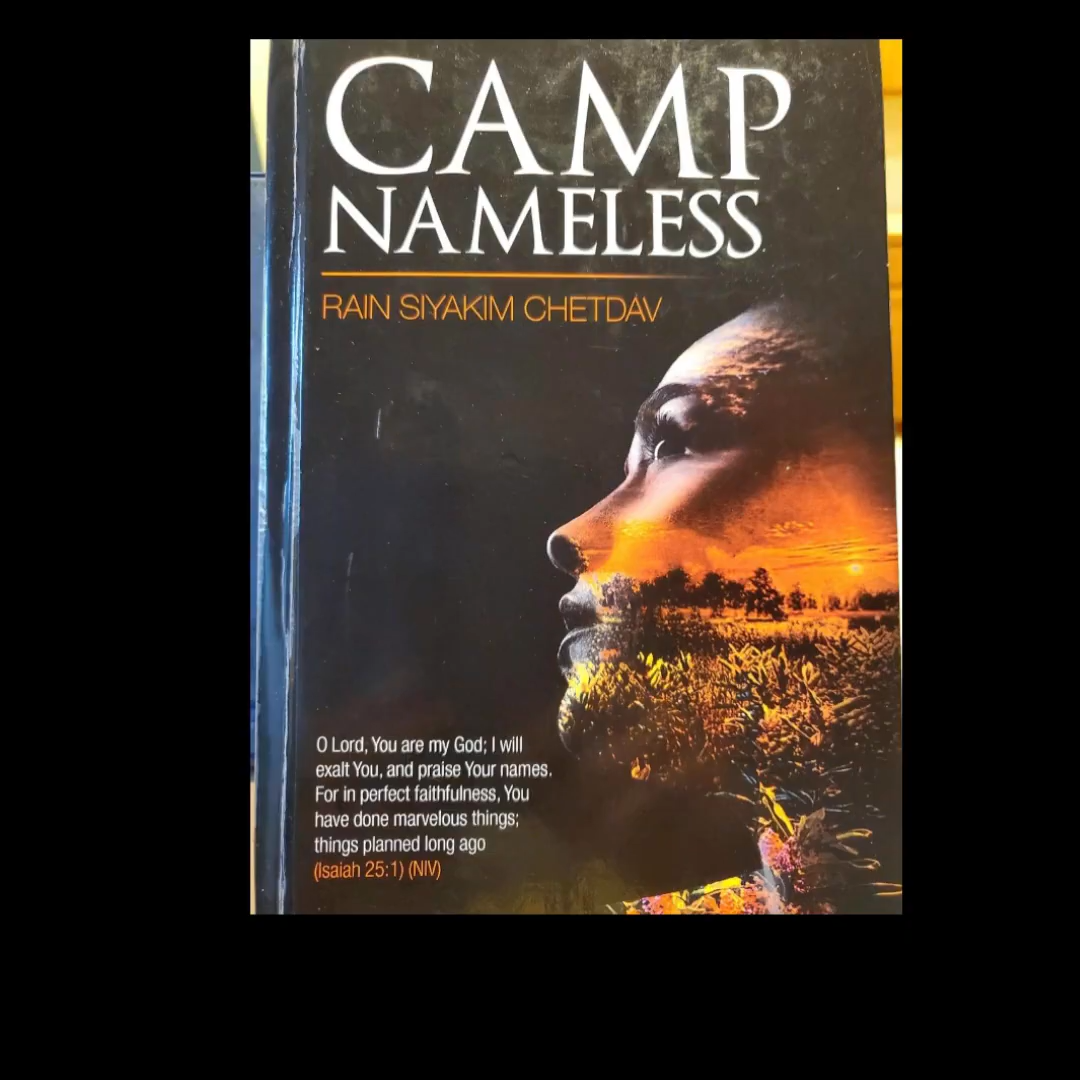 CAMP
NAMELESS
RAIN SIYAKIM CHETDAV
O Lord, You are my God; I will
exalt You, and praise Your names.
For in perfect faithfulness, You
have done marvelous things;
things planned long ago
(Isaiah 25:1) (NIV)